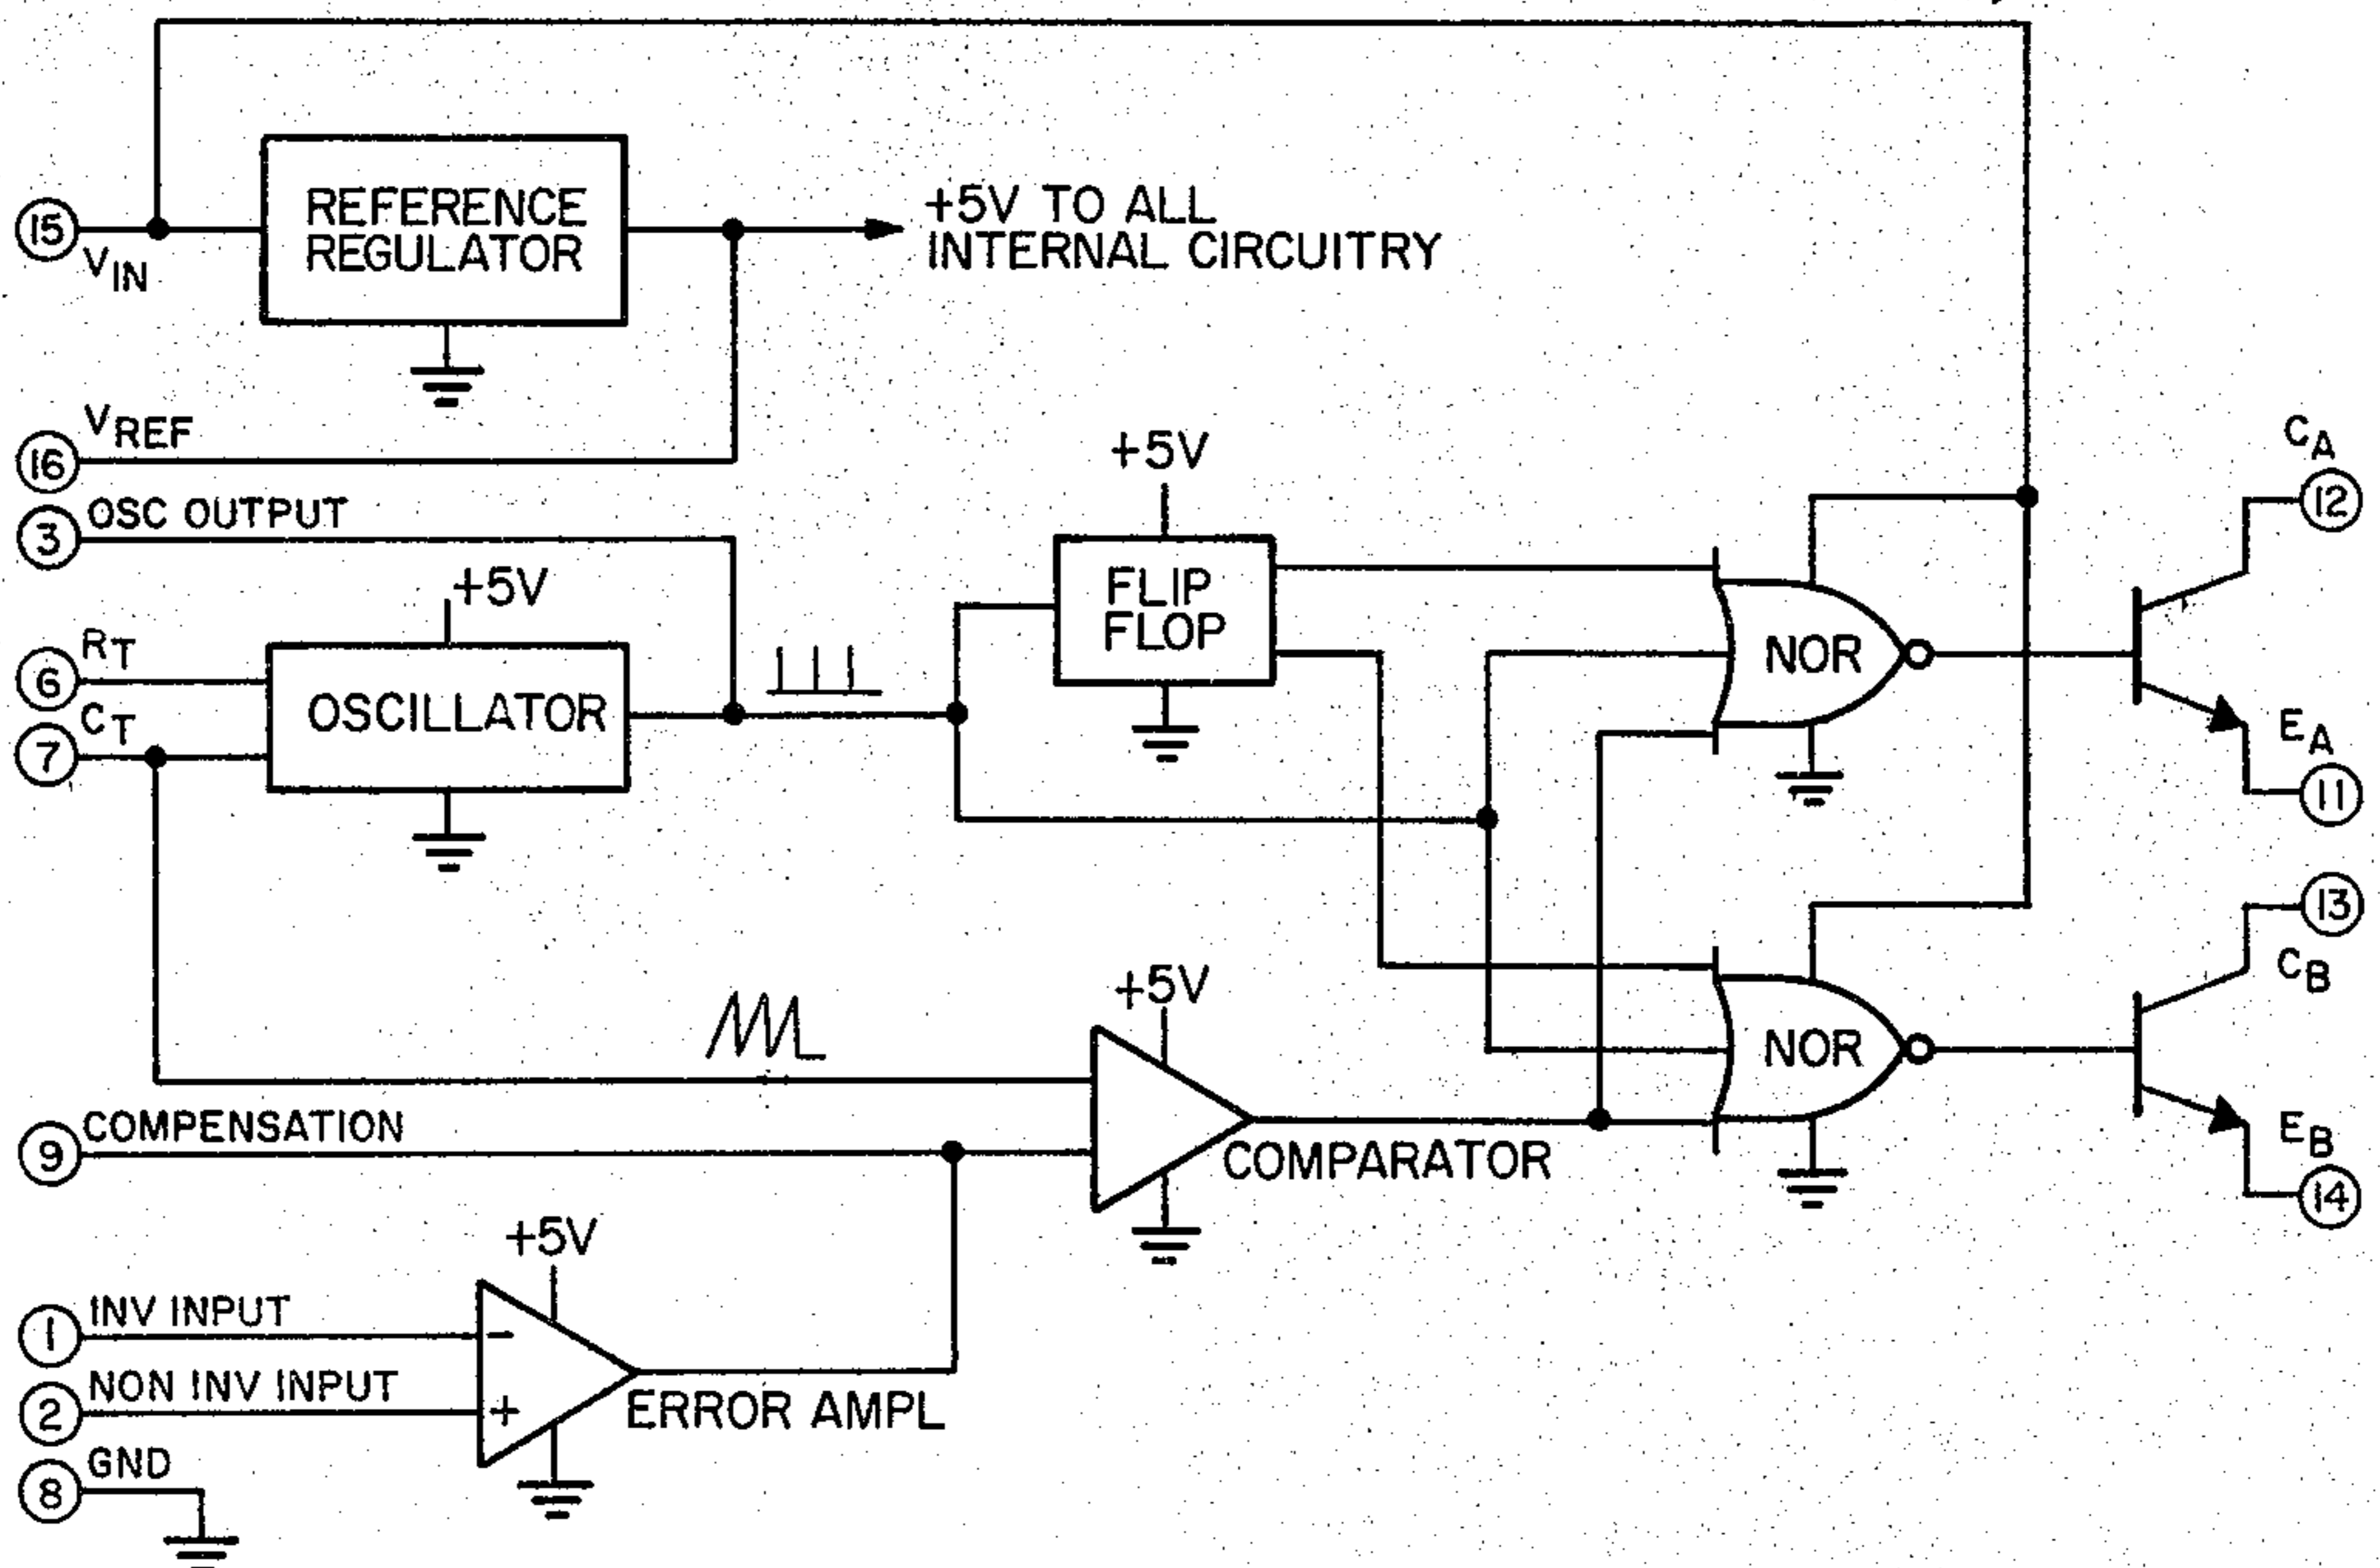 REFERENCE
REGULATOR
+5V TO ALL
INTERNAL CIRCUITRY
15
VIN
VREF
16
+5V
CA
12
3
OSC OUTPUT
+5V
FLIP
FLOP
RT
6
OSCILLATOR
NOR
CT
7
EA
11
13
CB
+5V
NOR
COMPENSATION
9
COMPARATOR
EB
14
+5V
INV INPUT
1
−
NON INV INPUT
2
+
ERROR AMPL
GND
8